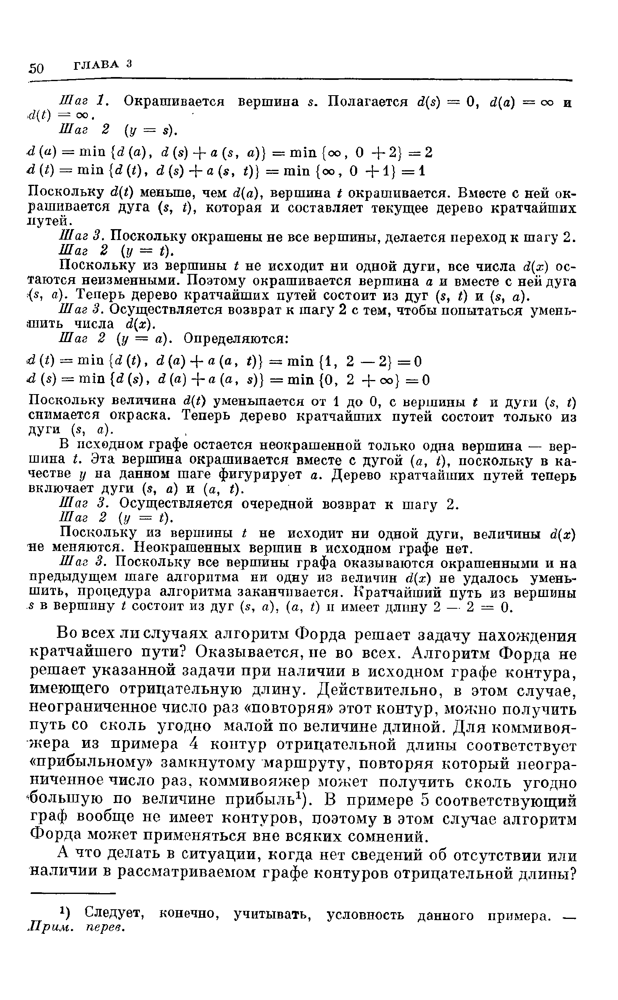 50 ГЛАВА 3
Шаг 1. Окрашивается вершина s. Полагается d(s) = 0, d(a) = ∞ и
d(t) = ∞.
Шаг 2 (y = s).
d (a) = min {d (a), d (s) + a (s, a)} = min {∞, 0 + 2} = 2
d (t) = min {d (t), d (s) + a (s, t)} = min {∞, 0 + 1} = 1
Поскольку d(t) меньше, чем d(a), вершина t окрашивается. Вместе с ней ок-
рашивается дуга (s, t), которая и составляет текущее дерево кратчайших
путей.
Шаг 3. Поскольку окрашены не все вершины, делается переход к шагу 2.
Шаг 2 (y = t).
Поскольку из вершины t не исходит ни одной дуги, все числа d(x) ос-
таются неизменными. Поэтому окрашивается вершина a и вместе с ней дуга
(s, a). Теперь дерево кратчайших путей состоит из дуг (s, t) и (s, a).
Шаг 3. Осуществляется возврат к шагу 2 с тем, чтобы попытаться умень-
шить числа d(x).
Шаг 2 (y = a). Определяются:
d (t) = min {d (t), d (a) + a (a, t)} = min {1, 2 — 2} = 0
d (s) = min {d (s), d (a) + a (a, s)} = min {0, 2 + ∞} = 0
Поскольку величина d(t) уменьшается от 1 до 0, с вершины t и дуги (s, t)
снимается окраска. Теперь дерево кратчайших путей состоит только из
дуги (s, a).
В исходном графе остается неокрашенной только одна вершина — вер-
шина t. Эта вершина окрашивается вместе с дугой (a, t), поскольку в ка-
честве y на данном шаге фигурирует a. Дерево кратчайших путей теперь
включает дуги (s, a) и (a, t).
Шаг 3. Осуществляется очередной возврат к шагу 2.
Шаг 2 (y = t).
Поскольку из вершины t не исходит ни одной дуги, величины d(x)
не меняются. Неокрашенных вершин в исходном графе нет.
Шаг 3. Поскольку все вершины графа оказываются окрашенными и на
предыдущем шаге алгоритма ни одну из величин d(x) не удалось умень-
шить, процедура алгоритма заканчивается. Кратчайший путь из вершины
s в вершину t состоит из дуг (s, a), (a, t) и имеет длину 2 — 2 = 0.
Во всех ли случаях алгоритм Форда решает задачу нахождения
кратчайшего пути? Оказывается, не во всех. Алгоритм Форда не
решает указанной задачи при наличии в исходном графе контура,
имеющего отрицательную длину. Действительно, в этом случае,
неограниченное число раз «повторяя» этот контур, можно получить
путь со сколь угодно малой по величине длиной. Для коммивоя-
жера из примера 4 контур отрицательной длины соответствует
«прибыльному» замкнутому маршруту, повторяя который неогра-
ниченное число раз, коммивояжер может получить сколь угодно
большую по величине прибыль¹). В примере 5 соответствующий
граф вообще не имеет контуров, поэтому в этом случае алгоритм
Форда может применяться вне всяких сомнений.
А что делать в ситуации, когда нет сведений об отсутствии или
наличии в рассматриваемом графе контуров отрицательной длины?
¹) Следует, конечно, учитывать, условность данного примера. —
Прим. перев.